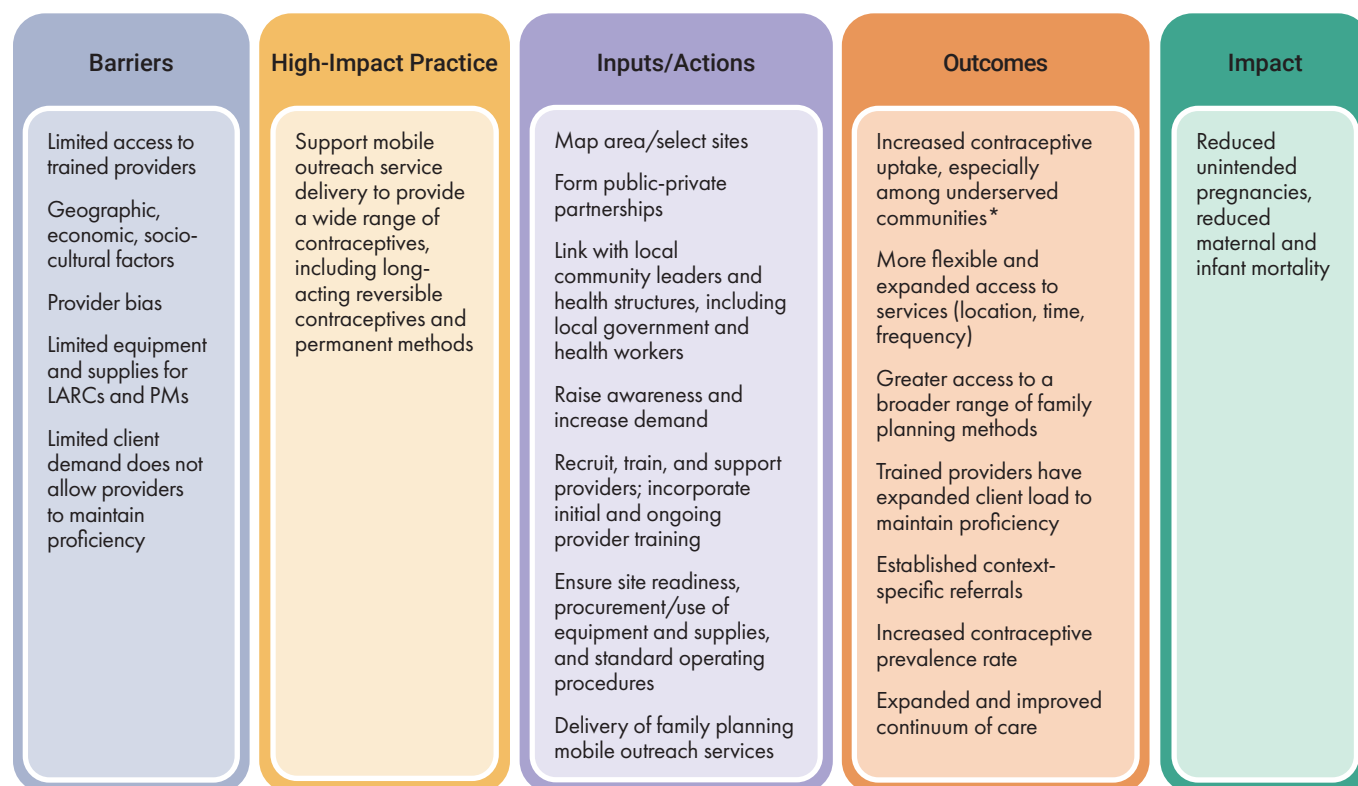 Barriers
Limited access to
trained providers
Geographic,
economic, socio-
cultural factors
Provider bias
Limited equipment
and supplies for
LARCs and PMs
Limited client
demand does not
allow providers
to maintain
proficiency
High-Impact Practice
Support mobile
outreach service
delivery to provide
a wide range of
contraceptives,
including long-
acting reversible
contraceptives and
permanent methods
Inputs/Actions
Map area/select sites
Form public-private
partnerships
Link with local
community leaders and
health structures, including
local government and
health workers
Raise awareness and
increase demand
Recruit, train, and support
providers; incorporate
initial and ongoing
provider training
Ensure site readiness,
procurement/use of
equipment and supplies,
and standard operating
procedures
Delivery of family planning
mobile outreach services
Outcomes
Increased contraceptive
uptake, especially
among underserved
communities*
More flexible and
expanded access to
services (location, time,
frequency)
Greater access to a
broader range of family
planning methods
Trained providers have
expanded client load to
maintain proficiency
Established context-
specific referrals
Increased contraceptive
prevalence rate
Expanded and improved
continuum of care
Impact
Reduced
unintended
pregnancies,
reduced
maternal and
infant mortality